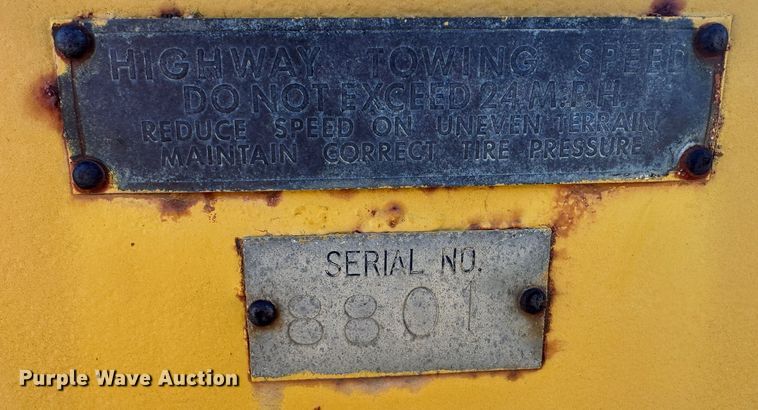 HIGHWAY TOWING SPEED
DO NOT EXCEED 24 M.P.H.
REDUCE SPEED ON UNEVEN TERRAIN
MAINTAIN CORRECT TIRE PRESSURE
SERIAL NO.
8801
Purple Wave Auction